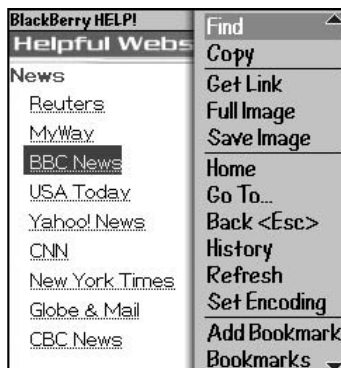 BlackBerry HELP!
Helpful Webs
News
Reuters
MyWay
BBC News
USA Today
Yahoo! News
CNN
New York Times
Globe & Mail
CBC News
Find
Copy
Get Link
Full Image
Save Image
Home
Go To...
Back <Esc>
History
Refresh
Set Encoding
Add Bookmark
Bookmarks